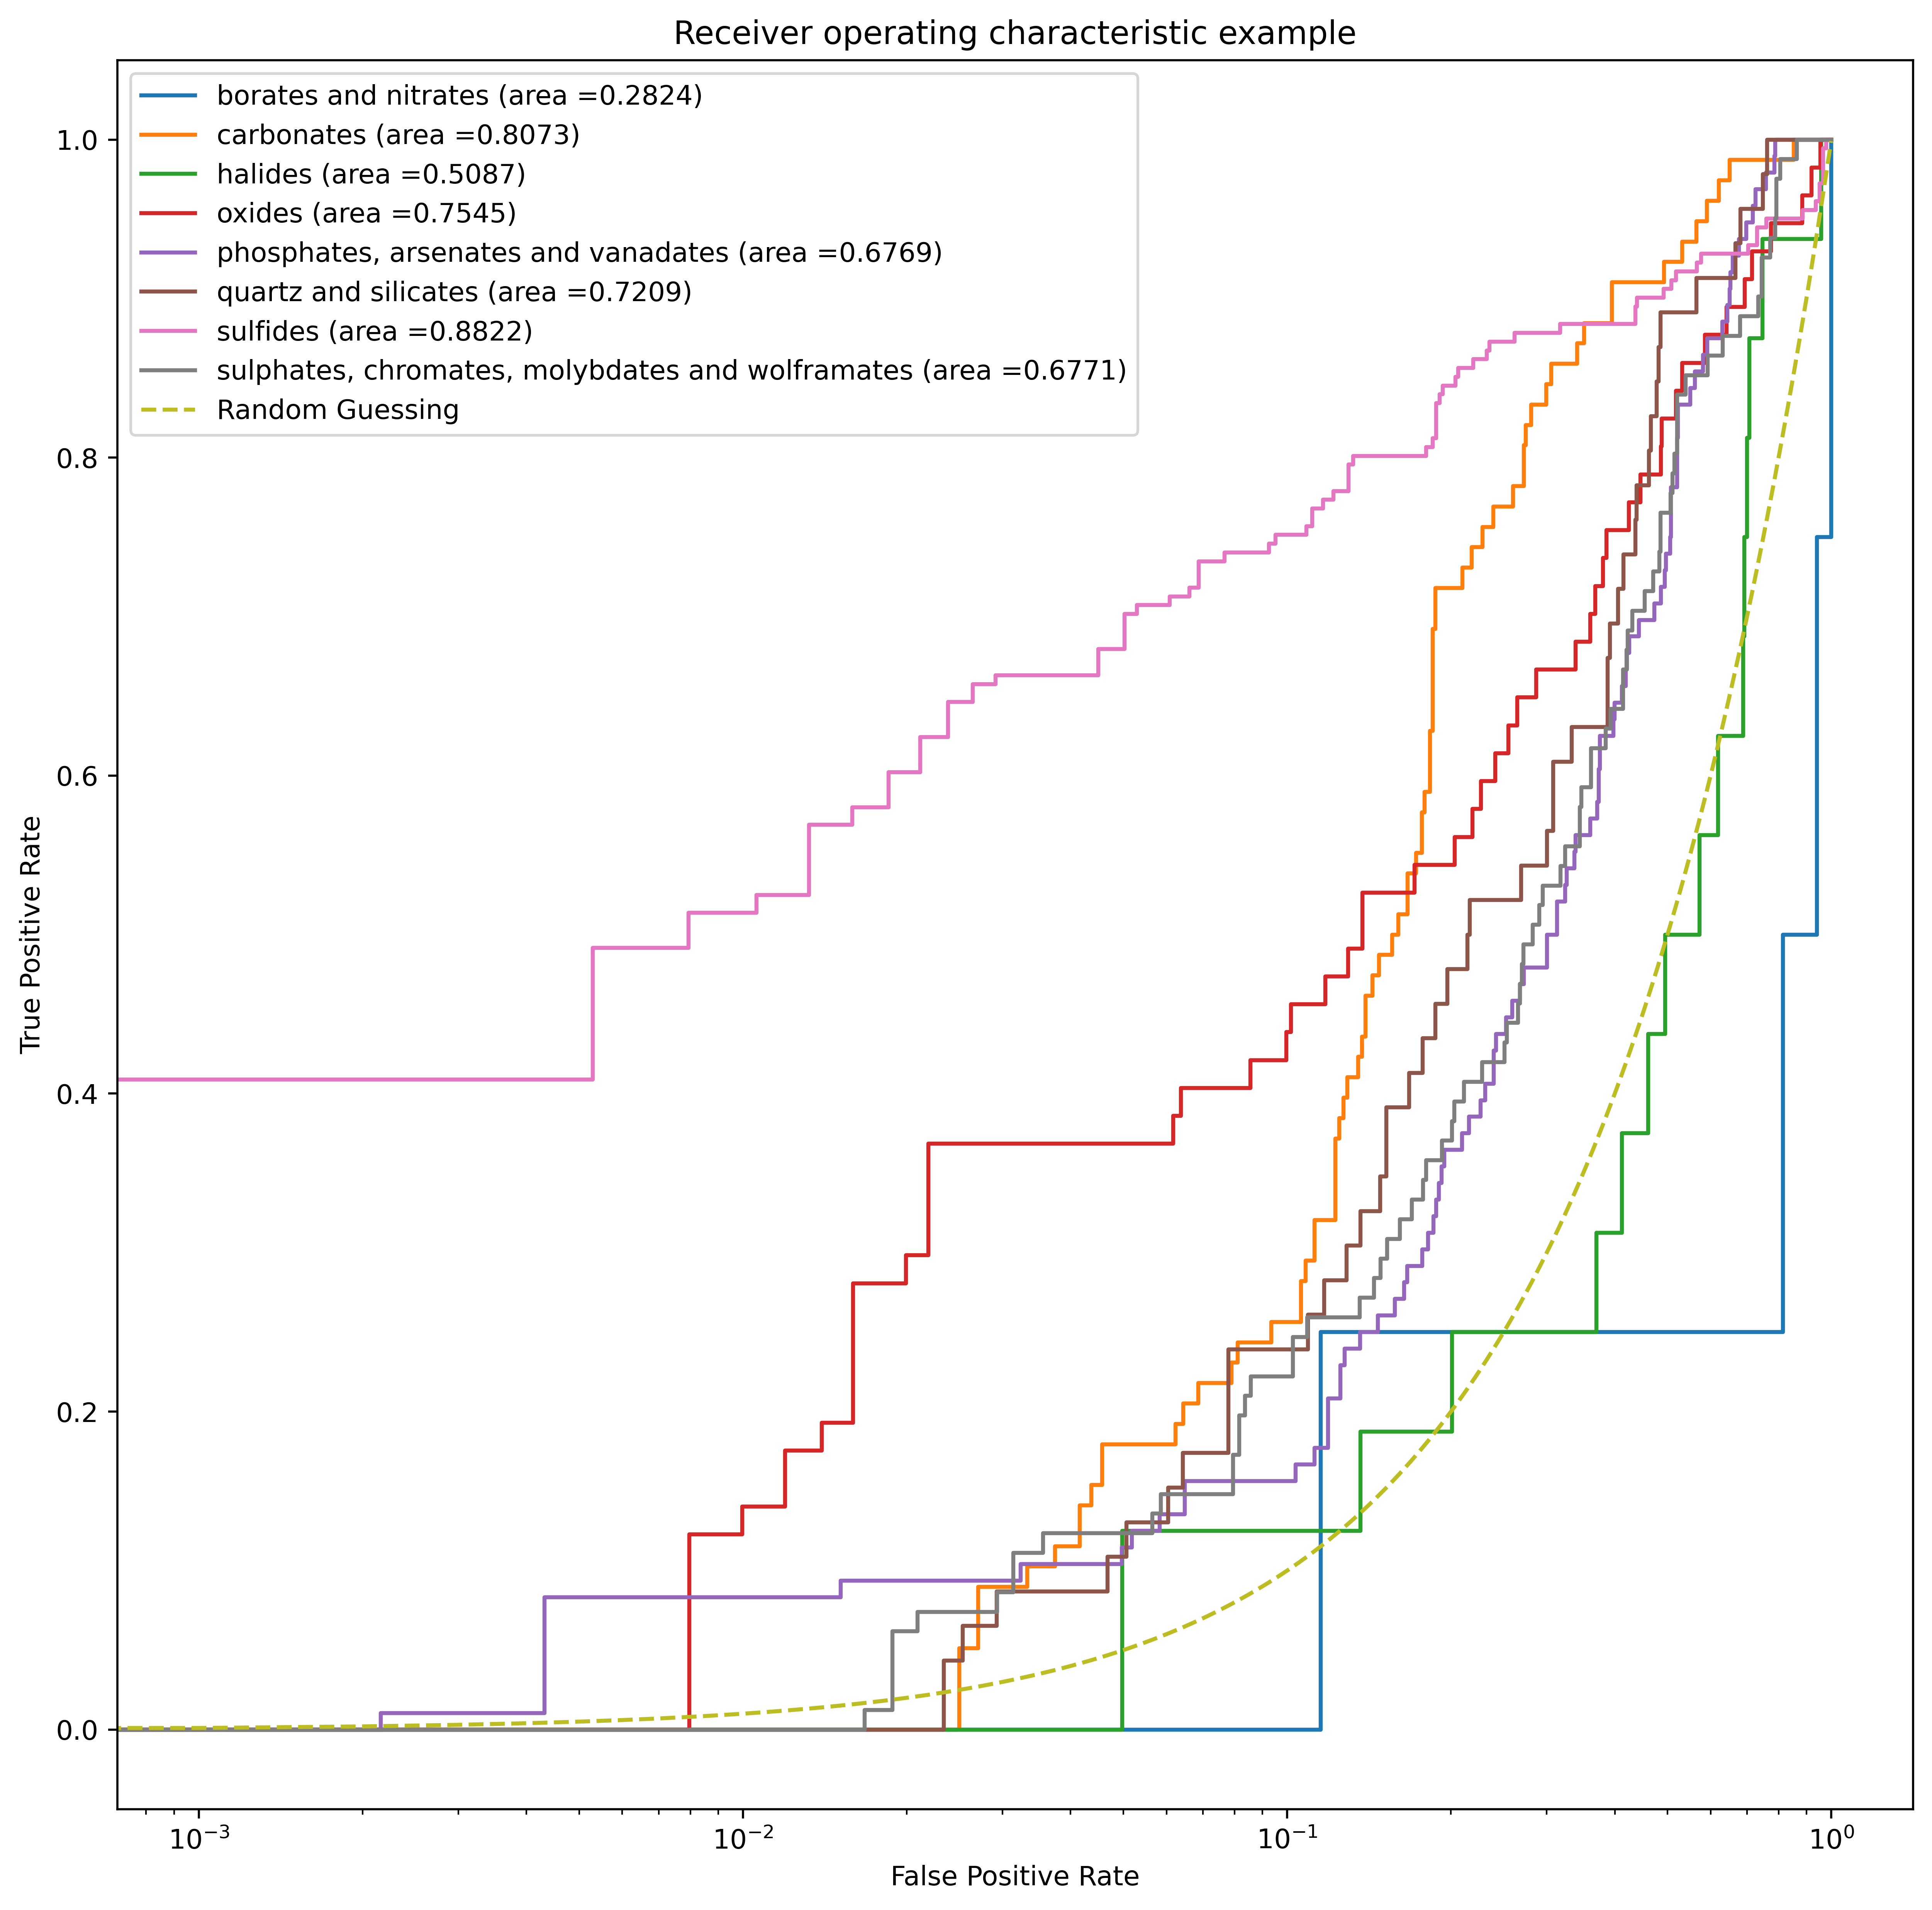 Receiver operating characteristic example
borates and nitrates (area =0.2824)
carbonates (area =0.8073)
halides (area =0.5087)
oxides (area =0.7545)
phosphates, arsenates and vanadates (area =0.6769)
quartz and silicates (area =0.7209)
sulfides (area =0.8822)
sulphates, chromates, molybdates and wolframates (area =0.6771)
Random Guessing
1.0
0.8
0.6
0.4
0.2
0.0
True Positive Rate
10⁻³ 10⁻² 10⁻¹ 10⁰
False Positive Rate